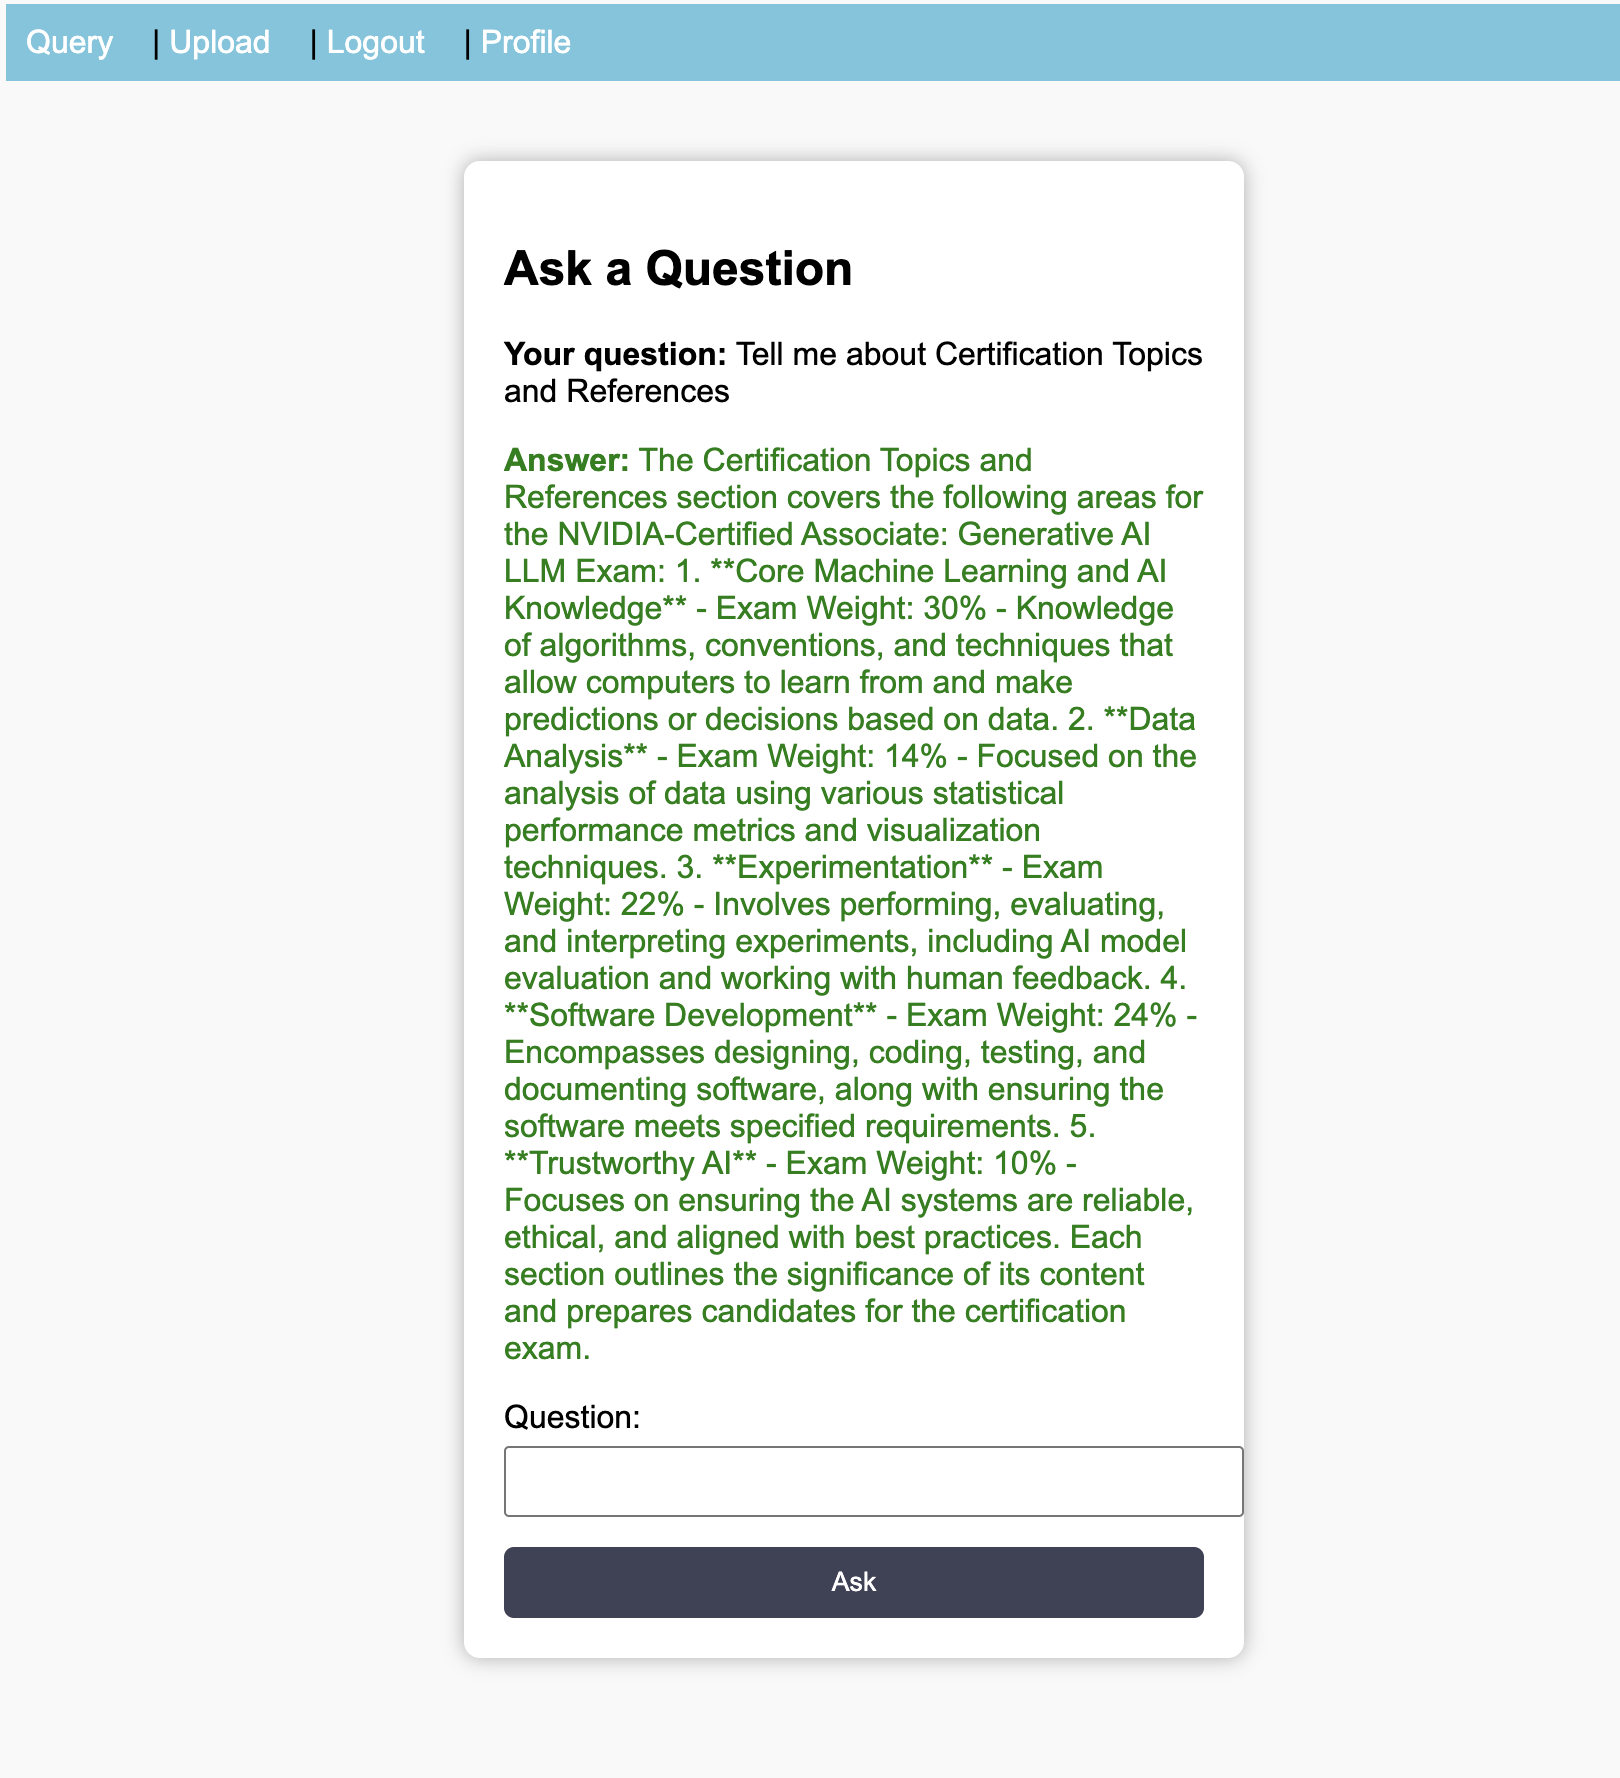 Query | Upload | Logout | Profile
Ask a Question
Your question: Tell me about Certification Topics
and References
Answer: The Certification Topics and
References section covers the following areas for
the NVIDIA-Certified Associate: Generative AI
LLM Exam: 1. **Core Machine Learning and AI
Knowledge** - Exam Weight: 30% - Knowledge
of algorithms, conventions, and techniques that
allow computers to learn from and make
predictions or decisions based on data. 2. **Data
Analysis** - Exam Weight: 14% - Focused on the
analysis of data using various statistical
performance metrics and visualization
techniques. 3. **Experimentation** - Exam
Weight: 22% - Involves performing, evaluating,
and interpreting experiments, including AI model
evaluation and working with human feedback. 4.
**Software Development** - Exam Weight: 24% -
Encompasses designing, coding, testing, and
documenting software, along with ensuring the
software meets specified requirements. 5.
**Trustworthy AI** - Exam Weight: 10% -
Focuses on ensuring the AI systems are reliable,
ethical, and aligned with best practices. Each
section outlines the significance of its content
and prepares candidates for the certification
exam.
Question:
Ask